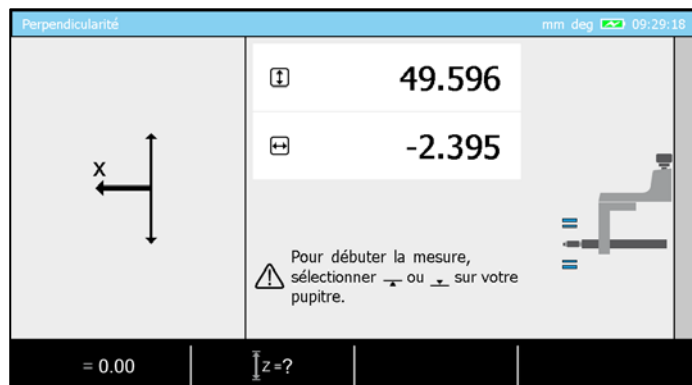 Perpendicularité
mm deg 09:29:18
49.596
-2.395
X
Pour débuter la mesure,
sélectionner ou sur votre
pupitre.
= 0.00
Z =?